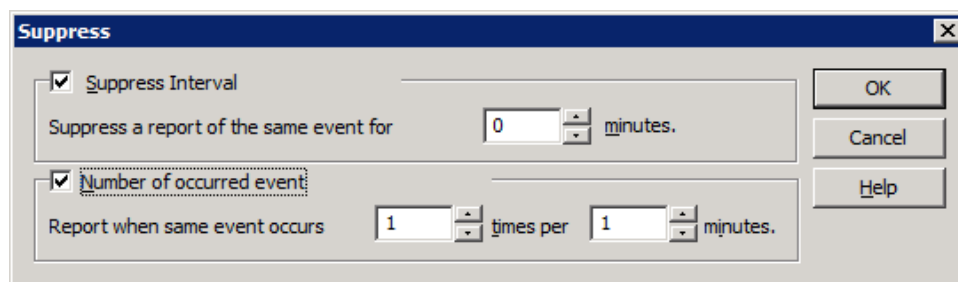 Suppress
Suppress Interval
OK
Suppress a report of the same event for 0 minutes.
Cancel
Number of occurred event
Help
Report when same event occurs 1 times per 1 minutes.